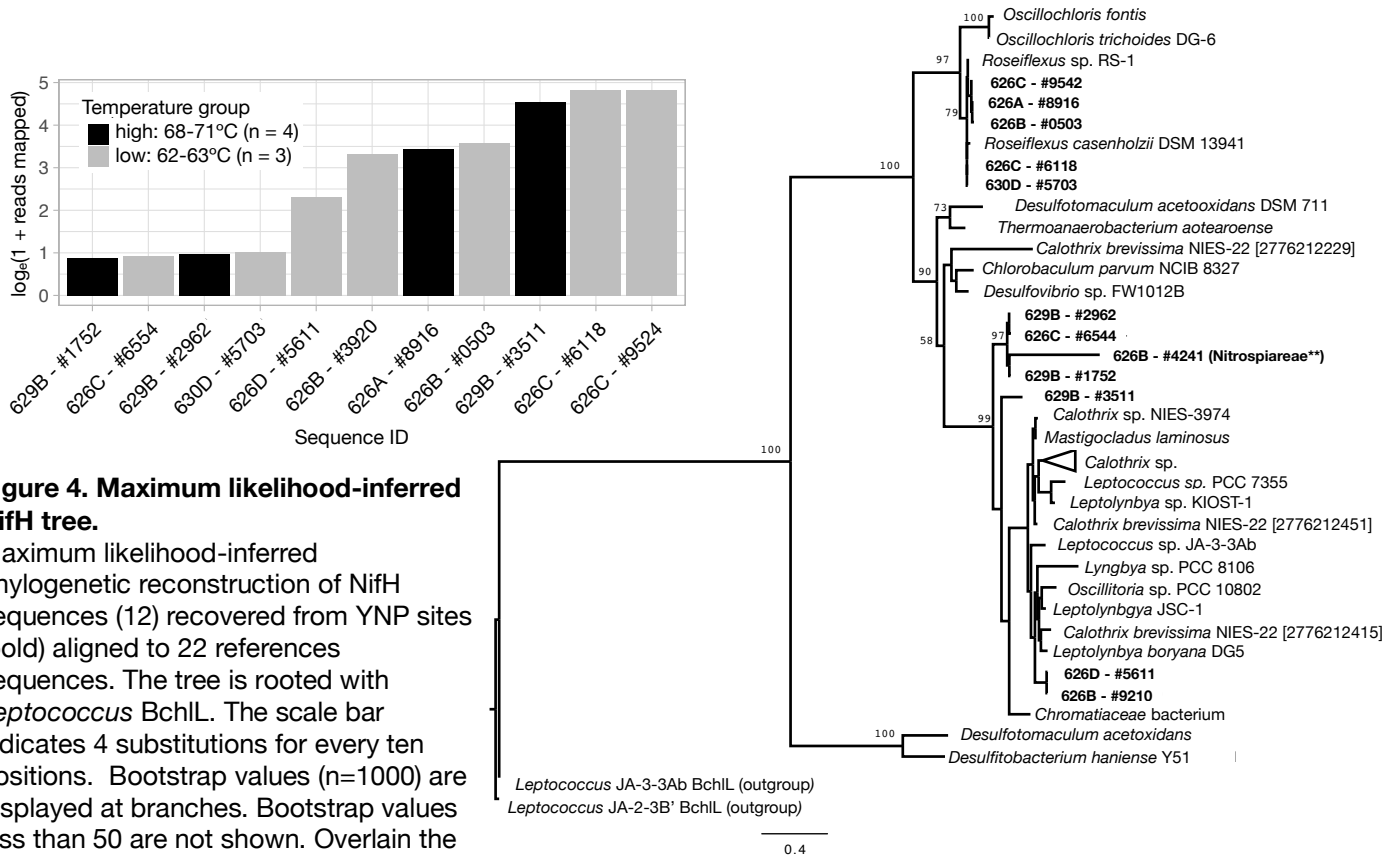 5
4
3
2
1
0
log_e(1 + reads mapped)
Temperature group
high: 68-71ºC (n = 4)
low: 62-63ºC (n = 3)
629B - #1752
626C - #6554
629B - #2962
630D - #5703
626D - #5611
626B - #3920
626A - #8916
626B - #0503
629B - #3511
626C - #6118
626C - #9524
Sequence ID
gure 4. Maximum likelihood-inferred
ifH tree.
aximum likelihood-inferred
hylogenetic reconstruction of NifH
equences (12) recovered from YNP sites
old) aligned to 22 references
equences. The tree is rooted with
eptococcus BchlL. The scale bar
dicates 4 substitutions for every ten
ositions. Bootstrap values (n=1000) are
splayed at branches. Bootstrap values
ss than 50 are not shown. Overlain the
100
Oscillochloris fontis
Oscillochloris trichoides DG-6
97
Roseiflexus sp. RS-1
626C - #9542
626A - #8916
79
626B - #0503
Roseiflexus casenholzii DSM 13941
100
626C - #6118
630D - #5703
73
Desulfotomaculum acetooxidans DSM 711
Thermoanaerobacterium aotearoense
Calothrix brevissima NIES-22 [2776212229]
90
Chlorobaculum parvum NCIB 8327
Desulfovibrio sp. FW1012B
629B - #2962
58
97
626C - #6544
626B - #4241 (Nitrospiareae**)
629B - #1752
629B - #3511
99
Calothrix sp. NIES-3974
Mastigocladus laminosus
100
Calothrix sp.
Leptococcus sp. PCC 7355
Leptolynbya sp. KIOST-1
Calothrix brevissima NIES-22 [2776212451]
Leptococcus sp. JA-3-3Ab
Lyngbya sp. PCC 8106
Oscillitoria sp. PCC 10802
Leptolynbgya JSC-1
Calothrix brevissima NIES-22 [2776212415]
Leptolynbya boryana DG5
626D - #5611
626B - #9210
Chromatiaceae bacterium
100
Desulfotomaculum acetoxidans
Desulfitobacterium haniense Y51
Leptococcus JA-3-3Ab BchlL (outgroup)
Leptococcus JA-2-3B' BchlL (outgroup)
0.4